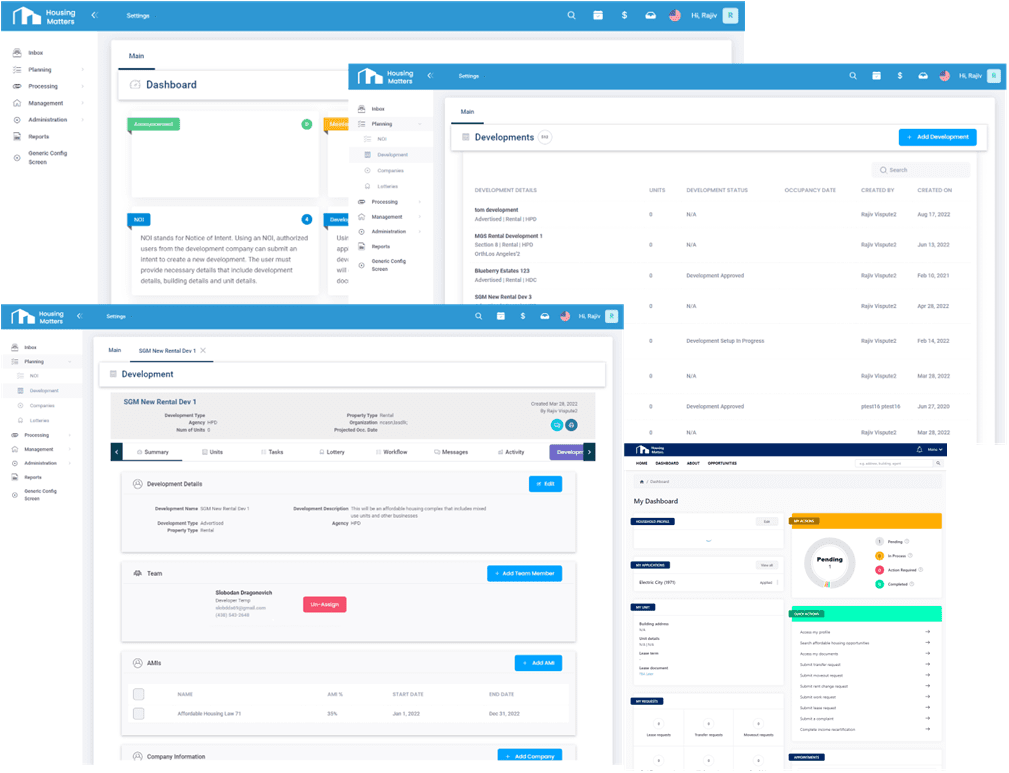 Housing
Matters
Settings
$
Hi, Rajiv
R
Inbox
Planning
Processing
Management
Administration
Reports
Generic Config
Screen
Main
Dashboard
Announcement
0
NOI
4
NOI stands for Notice of Intent. Using an NOI, authorized
users from the development company can submit an
intent to create a new development. The user must
provide necessary details that include development
details, building details and unit details.
Housing
Matters
Settings
$
Hi, Rajiv
R
Inbox
Planning
NOI
Development
Companies
Lotteries
Processing
Management
Administration
Reports
Generic Config
Screen
Main
Developments
Add Development
Search
DEVELOPMENT DETAILS UNITS DEVELOPMENT STATUS OCCUPANCY DATE CREATED BY CREATED ON
tom development
Advertised | Rental | HPD
0 N/A Rajiv Vispute2 Aug 17, 2022
MGS Rental Development 1
Section 8 | Rental | HPD
OrthLos Angeles'2
0 N/A Rajiv Vispute2 Jun 13, 2022
Blueberry Estates 123
Advertised | Rental | HDC
0 Development Approved Rajiv Vispute2 Feb 10, 2021
SGM New Rental Dev 3
0 N/A Rajiv Vispute2 Apr 28, 2022
0 Development Setup In Progress Rajiv Vispute2 Feb 14, 2022
0 N/A Rajiv Vispute2 Mar 28, 2022
0 Development Approved ptest16 ptest16 Jun 27, 2020
0 N/A Rajiv Vispute2 Mar 28, 2022
Housing
Matters
Settings
$
Hi, Rajiv
R
Inbox
Planning
NOI
Development
Companies
Lotteries
Processing
Management
Administration
Reports
Generic Config
Screen
Main SGM New Rental Dev 1
Development
SGM New Rental Dev 1
Development Type
Agency HPD
Num of Units 0
Property Type Rental
Organization
Projected Occ. Date
Created Mar 28, 2022
By Rajiv Vispute2
Summary Units Tasks Lottery Workflow Messages Activity
Development Details
Edit
Development Name SGM New Rental Dev 1
Development Type Advertised
Property Type Rental
Development Description This will be an affordable housing complex that includes mixed
use units and other businesses
Agency HPD
Team
+ Add Team Member
Slobodan Dragonovich
Developer Temp
(438) 543-2646
Un-Assign
AMIs
+ Add AMI
NAME AMI % START DATE END DATE
Affordable Housing Law 71 55% Jan 1, 2022 Dec 31, 2022
Company Information
+ Add Company
Housing
Matters
Menu
HOME DASHBOARD ABOUT OPPORTUNITIES
/ Dashboard
My Dashboard
HOUSEHOLD PROFILE
Edit
MY APPLICATIONS
View all
Electric City (1971) Applied
MY UNIT
Building address
N/A
Unit details
N/A | N/A
Lease term
Lease document
MY REQUESTS
0 0 0
Lease requests Transfer requests Moveout requests
MY ACTIONS
Pending
1
1 Pending
0 In Process
0 Action Required
0 Completed
QUICK ACTIONS
Access my profile
Search affordable housing opportunities
Access my documents
Submit transfer request
Submit moveout request
Submit rent change request
Submit work request
Submit lease request
Submit a complaint
Complete income recertification
APPOINTMENTS